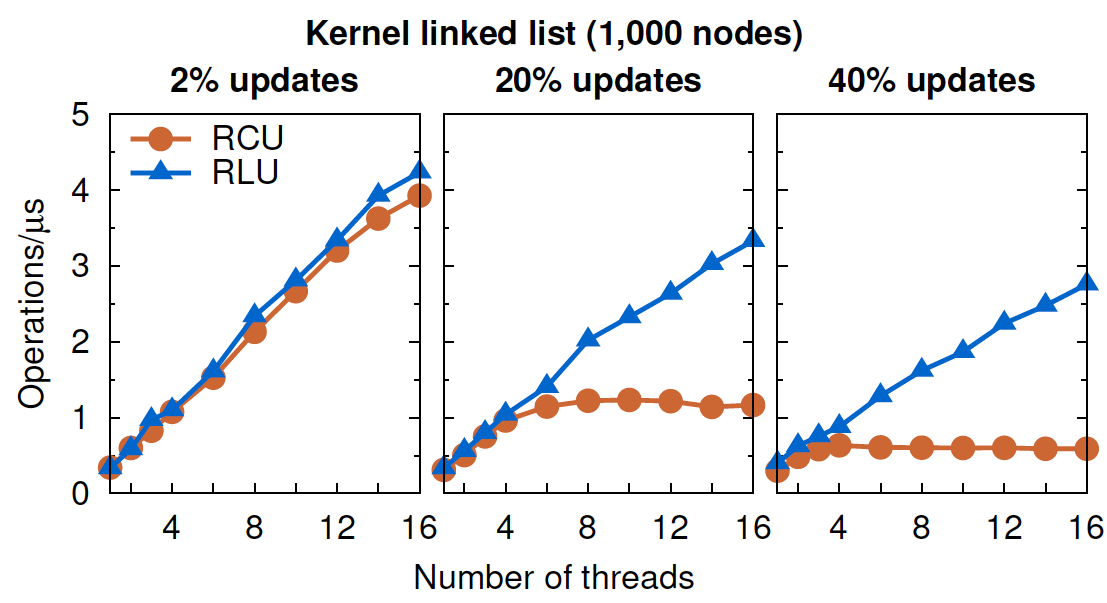 Kernel linked list (1,000 nodes)
2% updates 20% updates 40% updates
RCU
RLU
Operations/µs
5
4
3
2
1
0
4 8 12 16 4 8 12 16 4 8 12 16
Number of threads